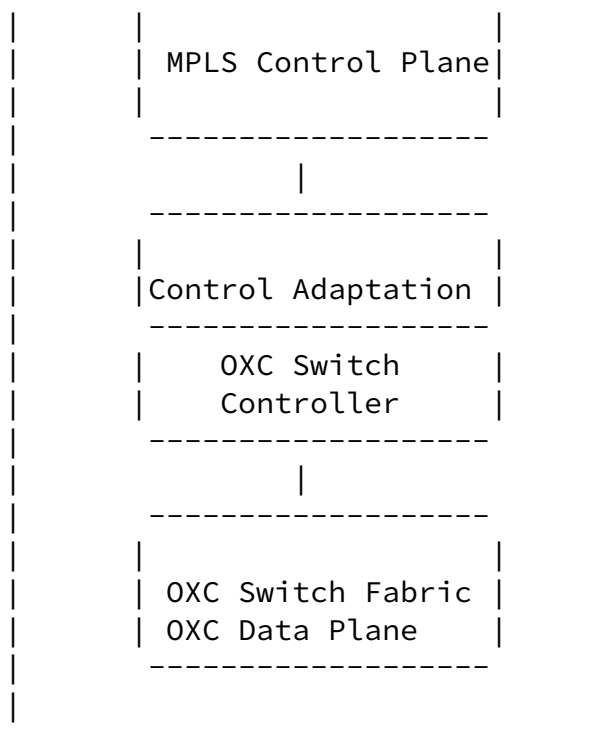 MPLS Control Plane
Control Adaptation
OXC Switch
Controller
OXC Switch Fabric
OXC Data Plane